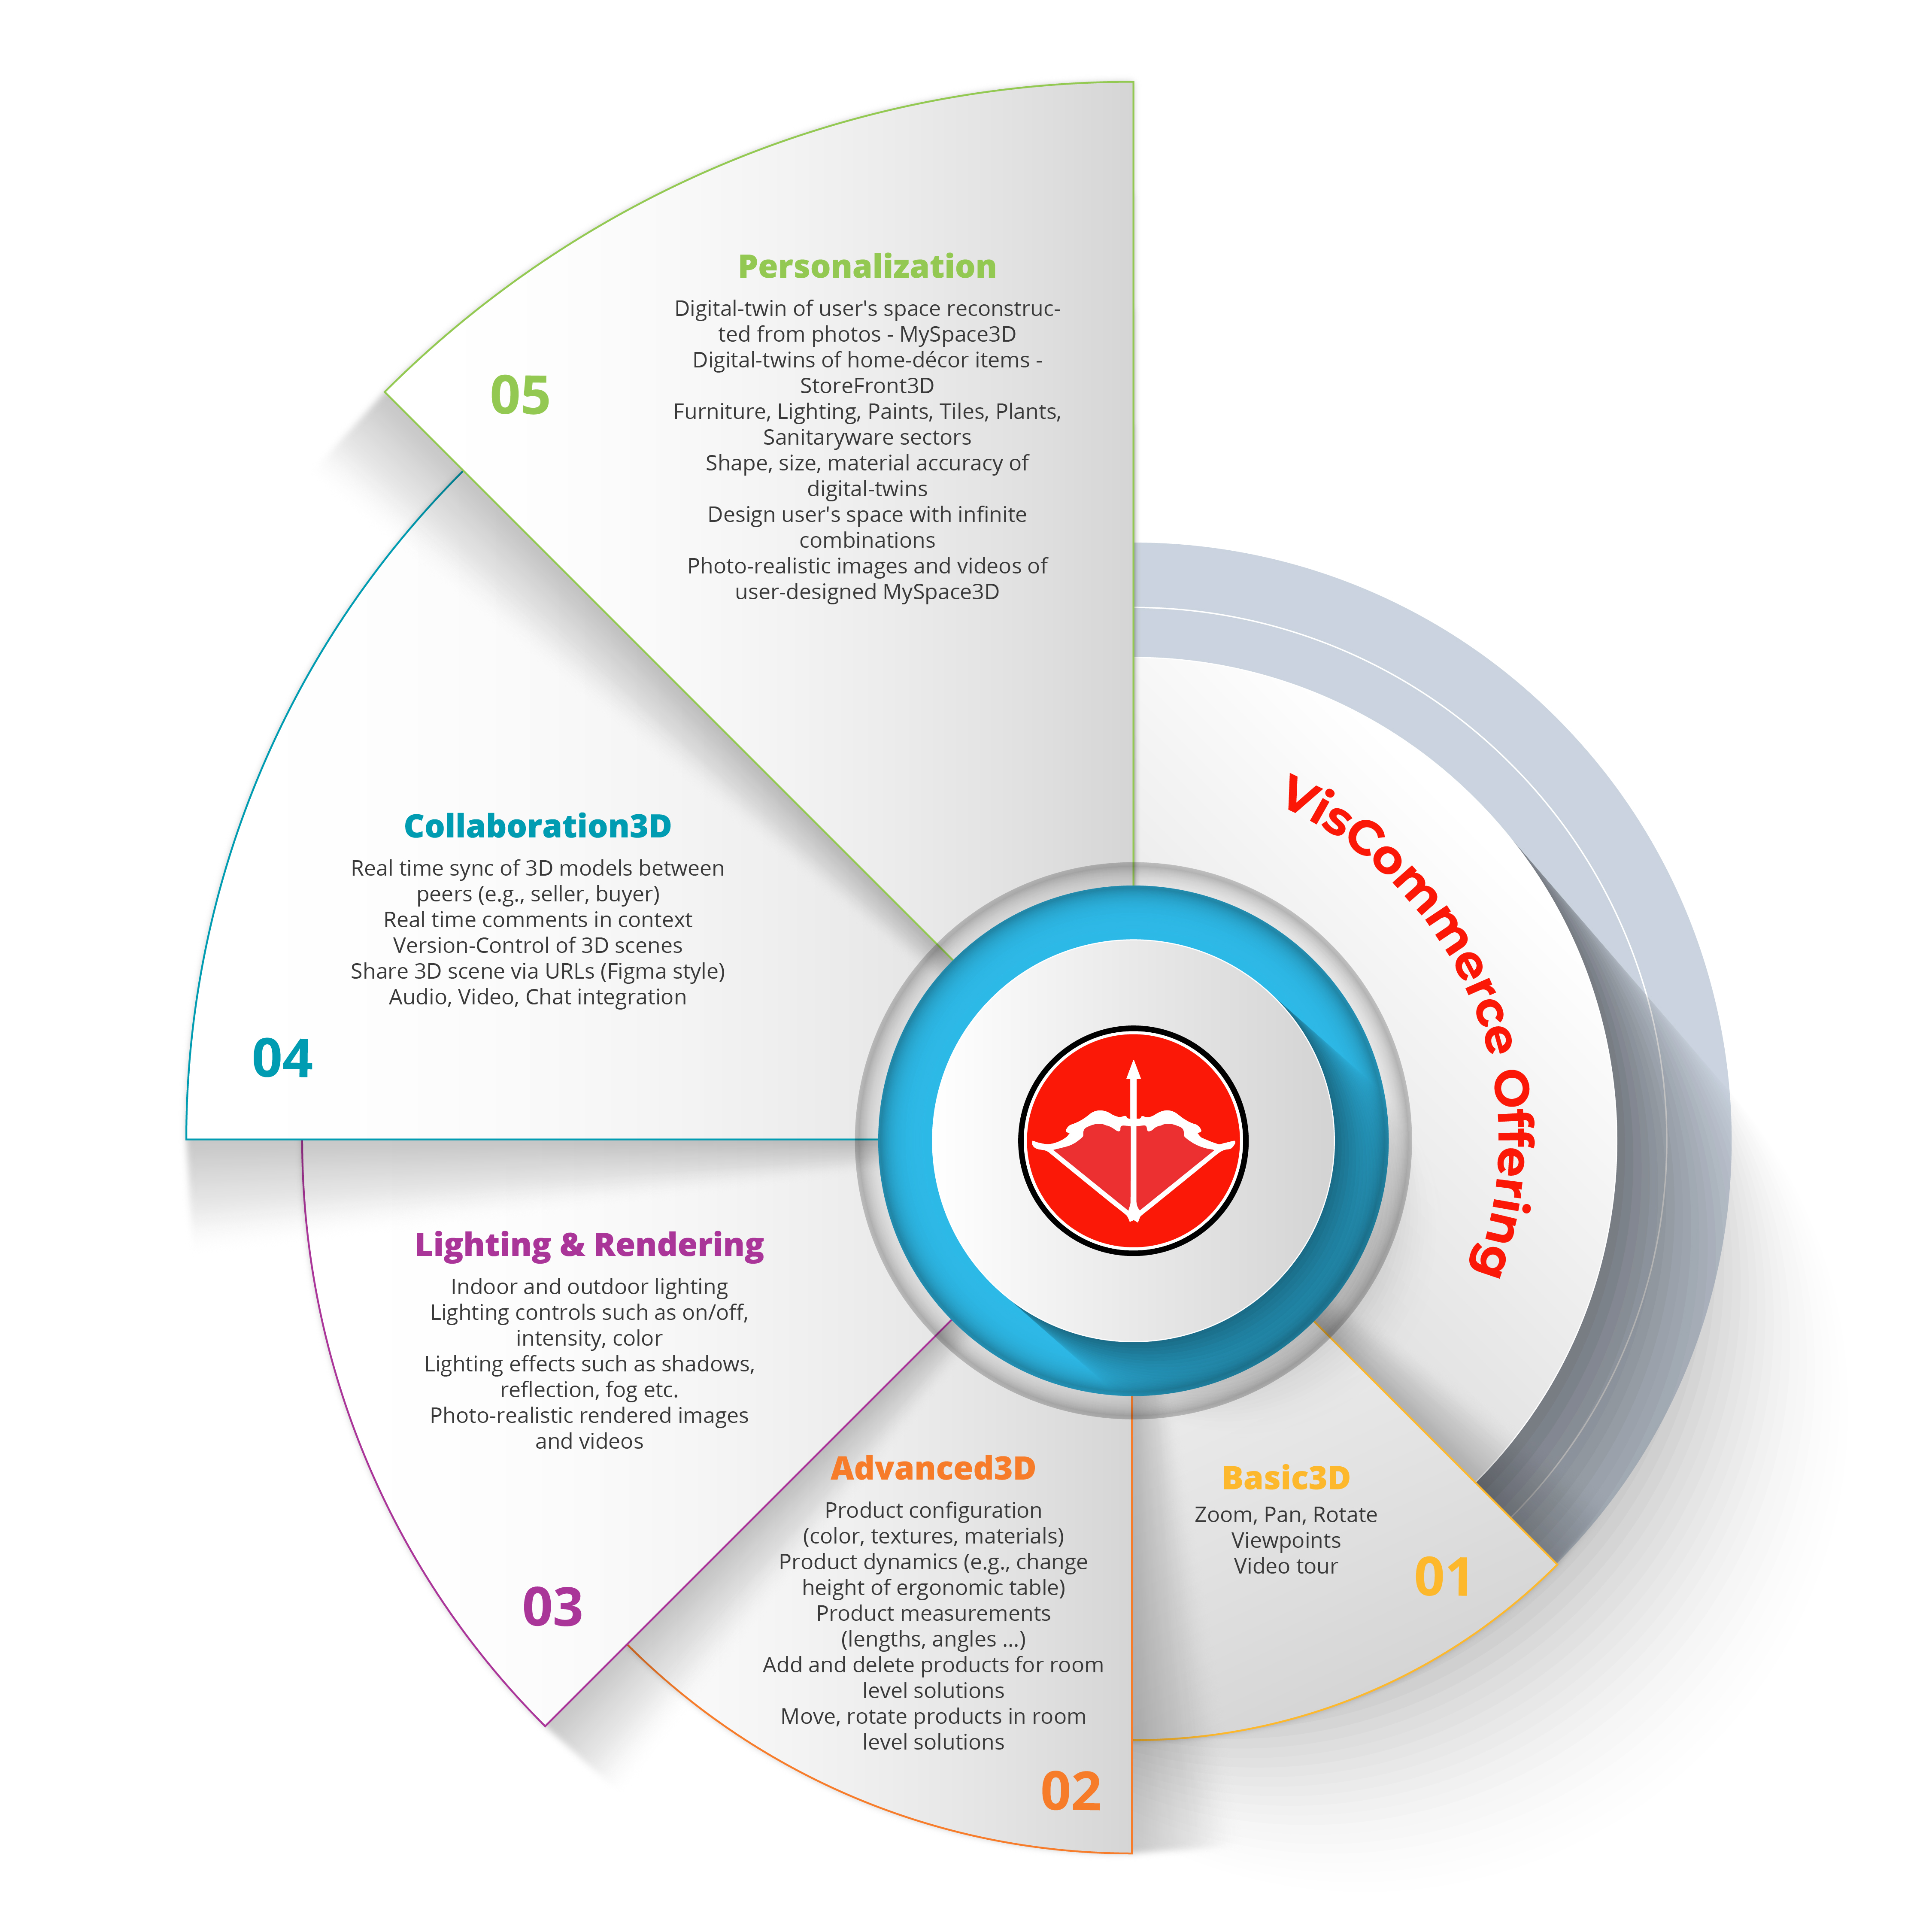 VisCommerce Offering
Basic3D
Zoom, Pan, Rotate
Viewpoints
Video tour
01
Advanced3D
Product configuration
(color, textures, materials)
Product dynamics (e.g., change
height of ergonomic table)
Product measurements
(lengths, angles ...)
Add and delete products for room
level solutions
Move, rotate products in room
level solutions
02
Lighting & Rendering
Indoor and outdoor lighting
Lighting controls such as on/off,
intensity, color
Lighting effects such as shadows,
reflection, fog etc.
Photo-realistic rendered images
and videos
03
Collaboration3D
Real time sync of 3D models between
peers (e.g., seller, buyer)
Real time comments in context
Version-Control of 3D scenes
Share 3D scene via URLs (Figma style)
Audio, Video, Chat integration
04
Personalization
Digital-twin of user's space reconstruc-
ted from photos - MySpace3D
Digital-twins of home-décor items -
StoreFront3D
Furniture, Lighting, Paints, Tiles, Plants,
Sanitaryware sectors
Shape, size, material accuracy of
digital-twins
Design user's space with infinite
combinations
Photo-realistic images and videos of
user-designed MySpace3D
05